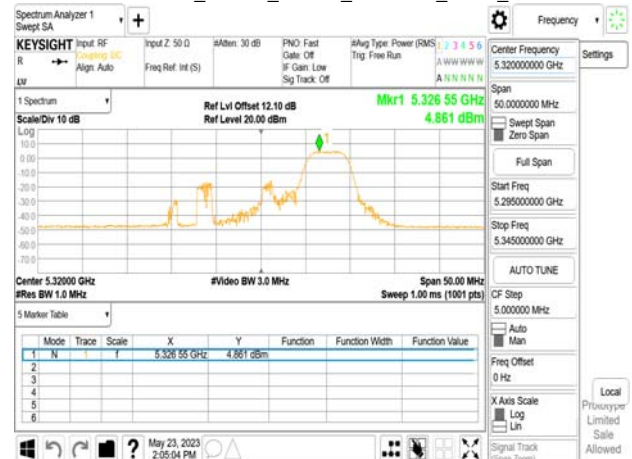 Spectrum Analyzer 1
Swept SA
Frequency
KEYSIGHT
Input: RF
Coupling: DC
Align: Auto
Input Z: 50 Ω
Freq Ref: Int (S)
#Atten: 30 dB
PNO: Fast
Gate: Off
IF Gain: Low
Sig Track: Off
#Avg Type: Power (RMS)
Trig: Free Run
1 2 3 4 5 6
A W W W W W
A N N N N N
R
1 Spectrum
Scale/Div 10 dB
Log
Ref Lvl Offset 12.10 dB
Ref Level 20.00 dBm
Mkr1 5.326 55 GHz
4.861 dBm
1
10.0
0.00
-10.0
-20.0
-30.0
-40.0
-50.0
-60.0
-70.0
Center 5.32000 GHz
#Res BW 1.0 MHz
#Video BW 3.0 MHz
Span 50.00 MHz
Sweep 1.00 ms (1001 pts)
5 Marker Table
Mode Trace Scale X Y Function Function Width Function Value
1 N 1 f 5.326 55 GHz 4.861 dBm
2
3
4
5
6
May 23, 2023
2:05:04 PM
Center Frequency
5.320000000 GHz
Span
50.0000000 MHz
Swept Span
Zero Span
Full Span
Start Freq
5.295000000 GHz
Stop Freq
5.345000000 GHz
AUTO TUNE
CF Step
5.000000 MHz
Auto
Man
Freq Offset
0 Hz
X Axis Scale
Log
Lin
Signal Track
(Span Zoom)
Settings
Local
Prototype
Limited
Sale
Allowed